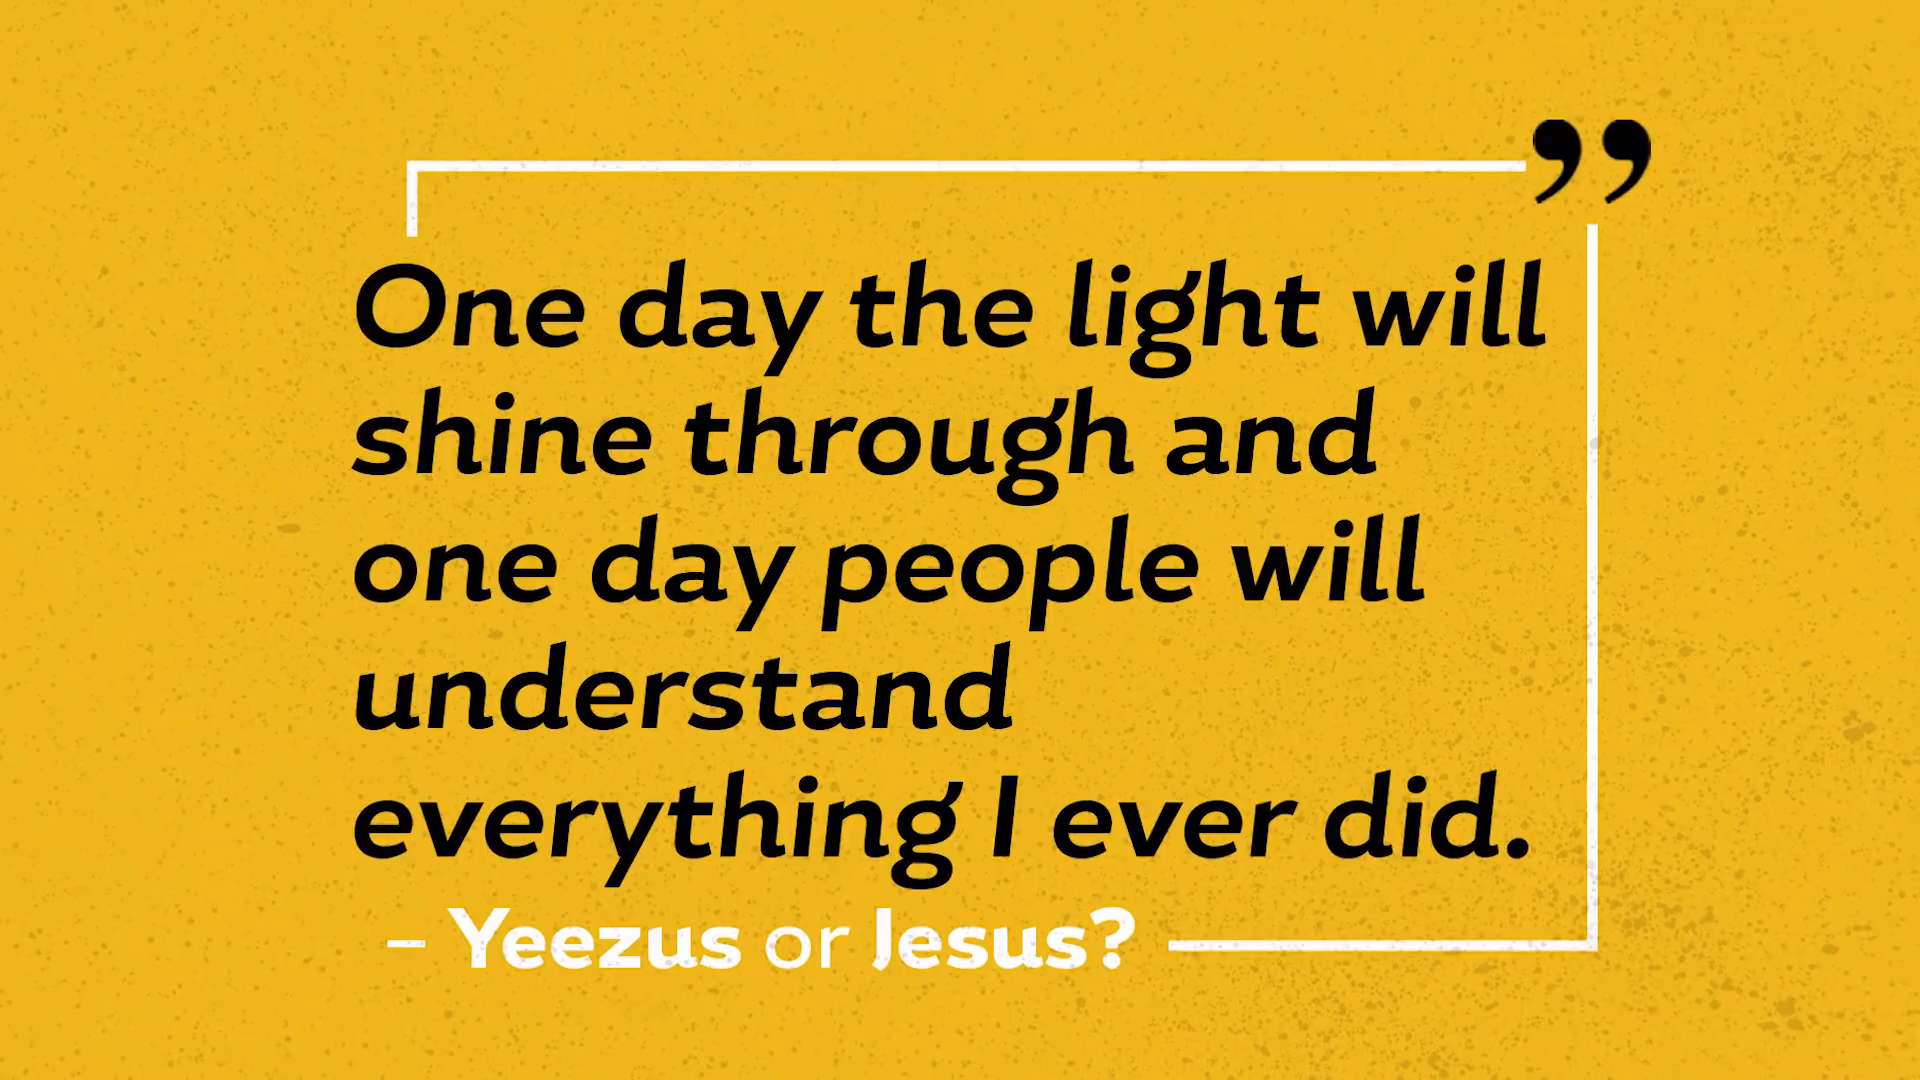 ”
One day the light will
shine through and
one day people will
understand
everything I ever did.
– Yeezus or Jesus?